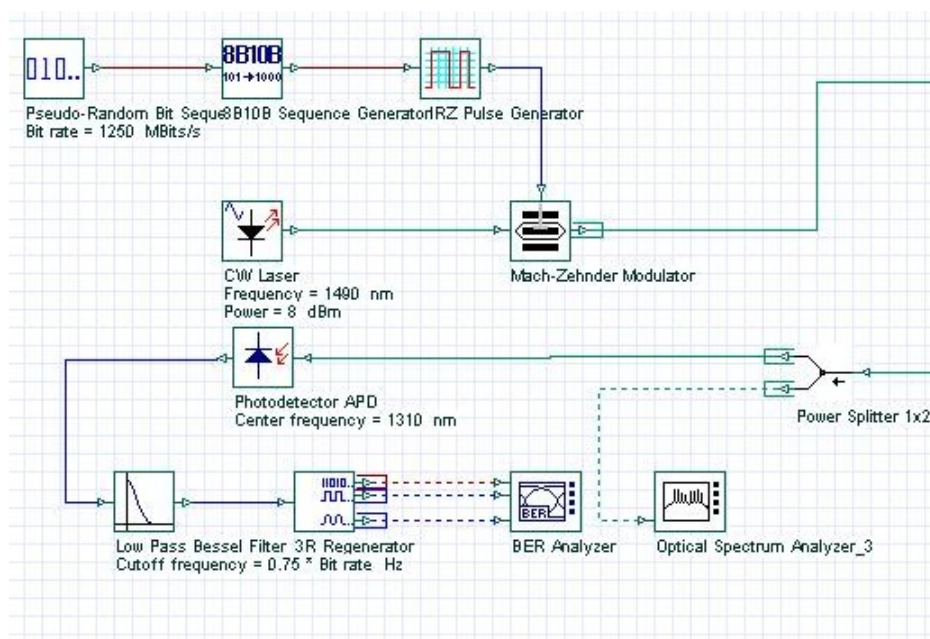 010..
8B10B
101→1000
Pseudo-Random Bit Seque8B10B Sequence GeneratorIRZ Pulse Generator
Bit rate = 1250 MBits/s
CW Laser
Frequency = 1490 nm
Power = 8 dBm
Mach-Zehnder Modulator
Photodetector APD
Center frequency = 1310 nm
Power Splitter 1x2
11010..
BER
Low Pass Bessel Filter 3R Regenerator
Cutoff frequency = 0.75 * Bit rate Hz
BER Analyzer
Optical Spectrum Analyzer_3